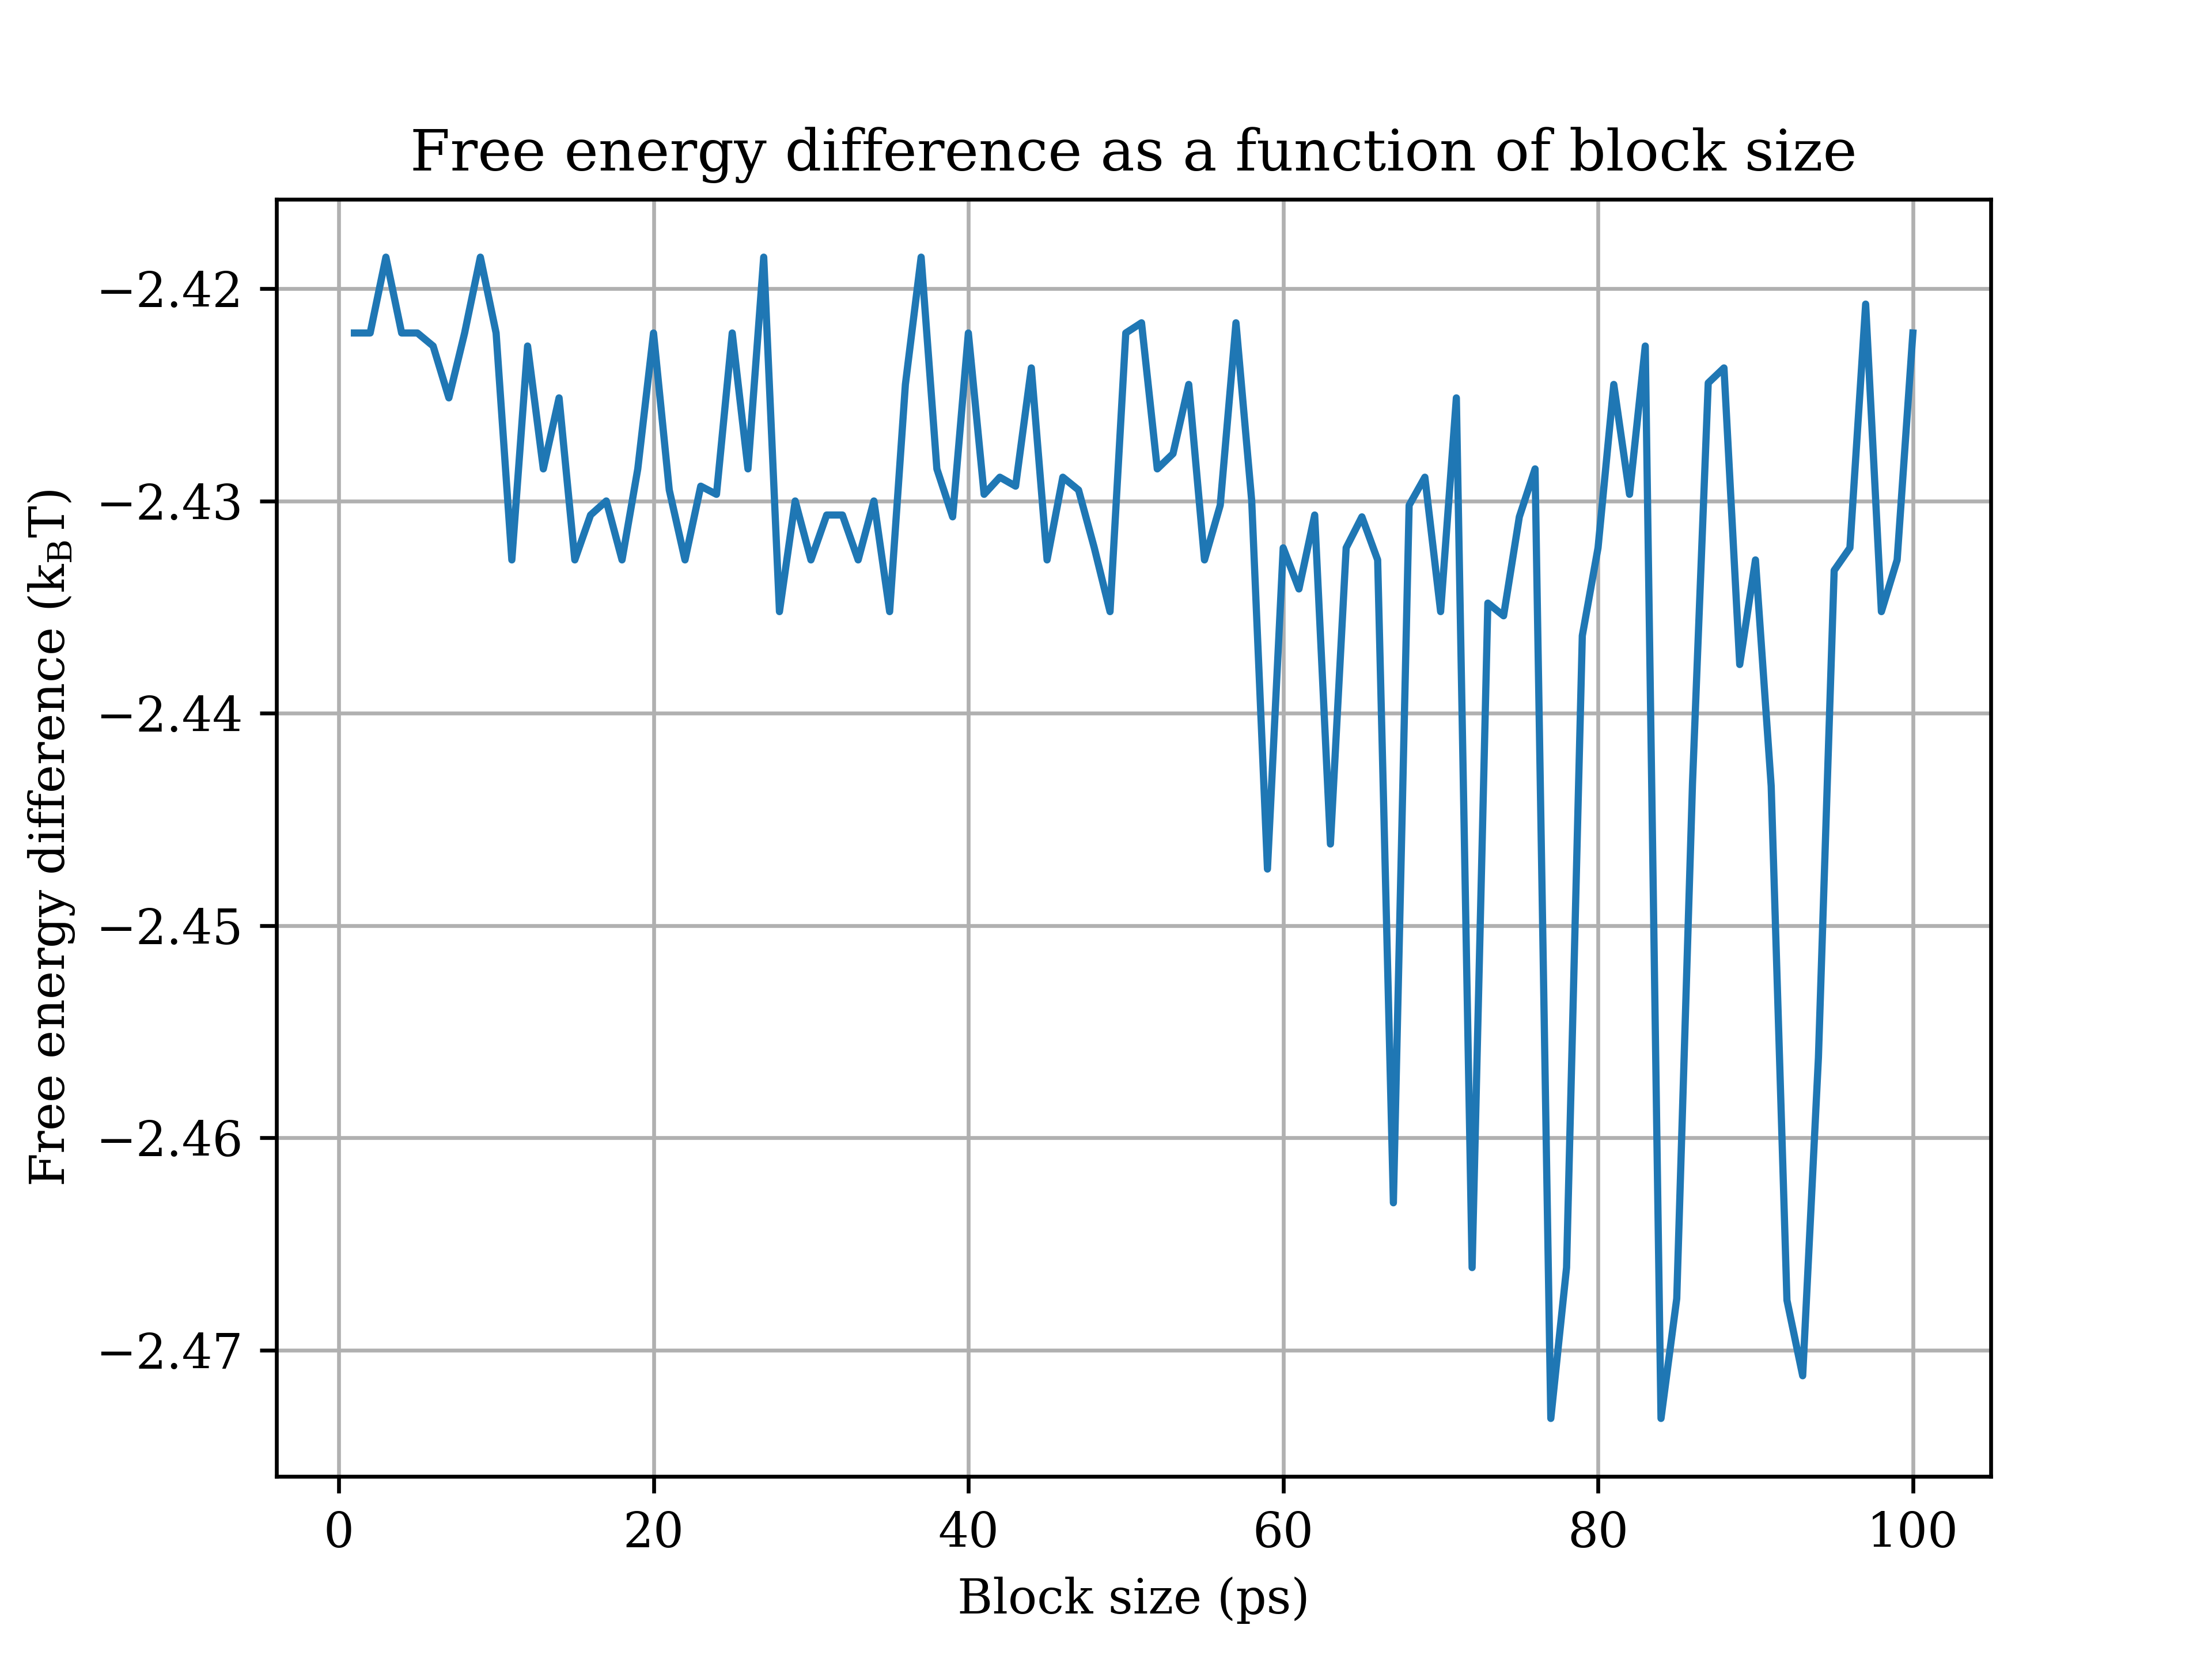 Free energy difference as a function of block size
Free energy difference (k_BT)
−2.42
−2.43
−2.44
−2.45
−2.46
−2.47
0 20 40 60 80 100
Block size (ps)